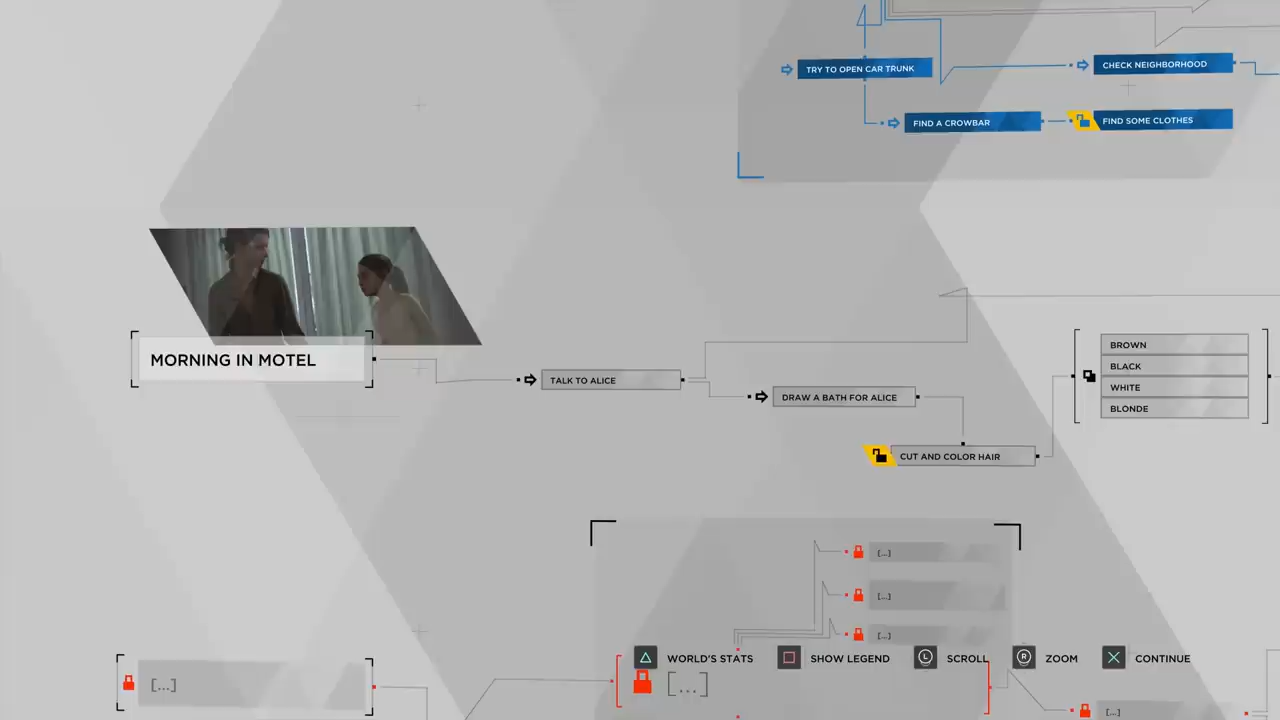 TRY TO OPEN CAR TRUNK
CHECK NEIGHBORHOOD
FIND A CROWBAR
FIND SOME CLOTHES
MORNING IN MOTEL
TALK TO ALICE
DRAW A BATH FOR ALICE
CUT AND COLOR HAIR
BROWN
BLACK
WHITE
BLONDE
[...]
[...]
[...]
WORLD'S STATS
SHOW LEGEND
L
SCROLL
R
ZOOM
CONTINUE
[...]
[...]
[...]